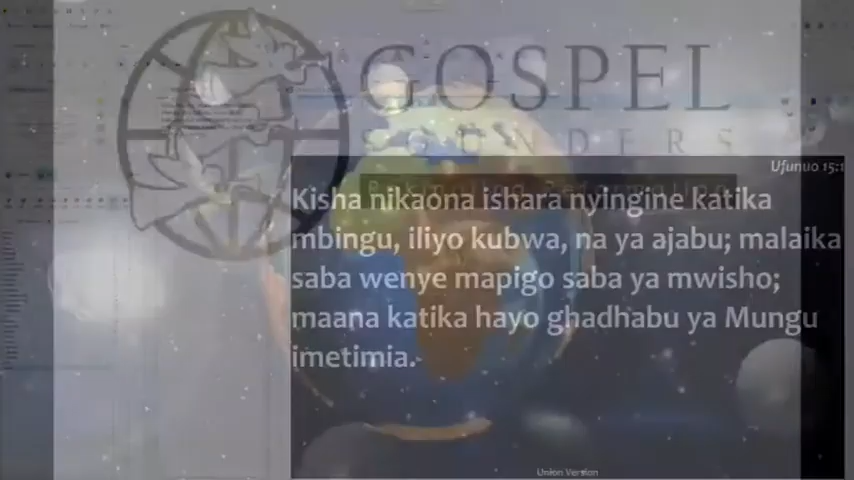 GOSPEL
SOUNDERS
Ufunuo 15:1
Kisha nikaona ishara nyingine katika
mbingu, iliyo kubwa, na ya ajabu; malaika
saba wenye mapigo saba ya mwisho;
maana katika hayo ghadhabu ya Mungu
imetimia.
Union Version